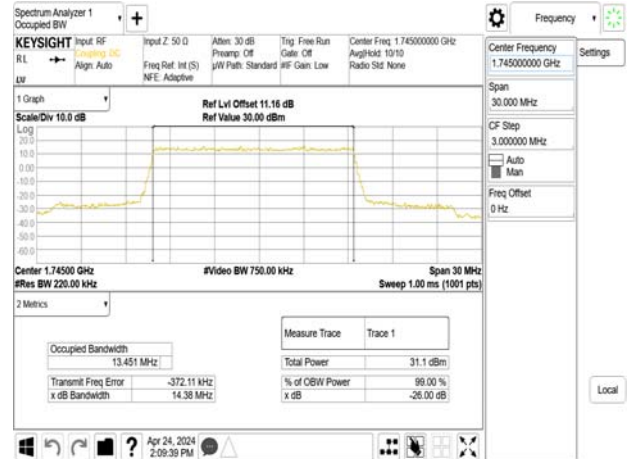 Spectrum Analyzer 1
Occupied BW
Frequency
KEYSIGHT
Input: RF
Coupling: DC
Align: Auto
Input Z: 50 Ω
Freq Ref: Int (S)
NFE: Adaptive
Atten: 30 dB
Preamp: Off
µW Path: Standard
Trig: Free Run
Gate: Off
#IF Gain: Low
Center Freq: 1.745000000 GHz
Avg|Hold: 10/10
Radio Std: None
RL
Center Frequency
1.745000000 GHz
Settings
Span
30.000 MHz
CF Step
3.000000 MHz
Auto
Man
Freq Offset
0 Hz
Local
1 Graph
Scale/Div 10.0 dB
Ref Lvl Offset 11.16 dB
Ref Value 30.00 dBm
Log
20.0
10.0
0.00
-10.0
-20.0
-30.0
-40.0
-50.0
-60.0
Center 1.74500 GHz
#Video BW 750.00 kHz
Span 30 MHz
#Res BW 220.00 kHz
Sweep 1.00 ms (1001 pts)
2 Metrics
Measure Trace Trace 1
Occupied Bandwidth
13.451 MHz
Total Power 31.1 dBm
Transmit Freq Error -372.11 kHz
% of OBW Power 99.00 %
x dB Bandwidth 14.38 MHz
x dB -26.00 dB
Apr 24, 2024
2:09:39 PM